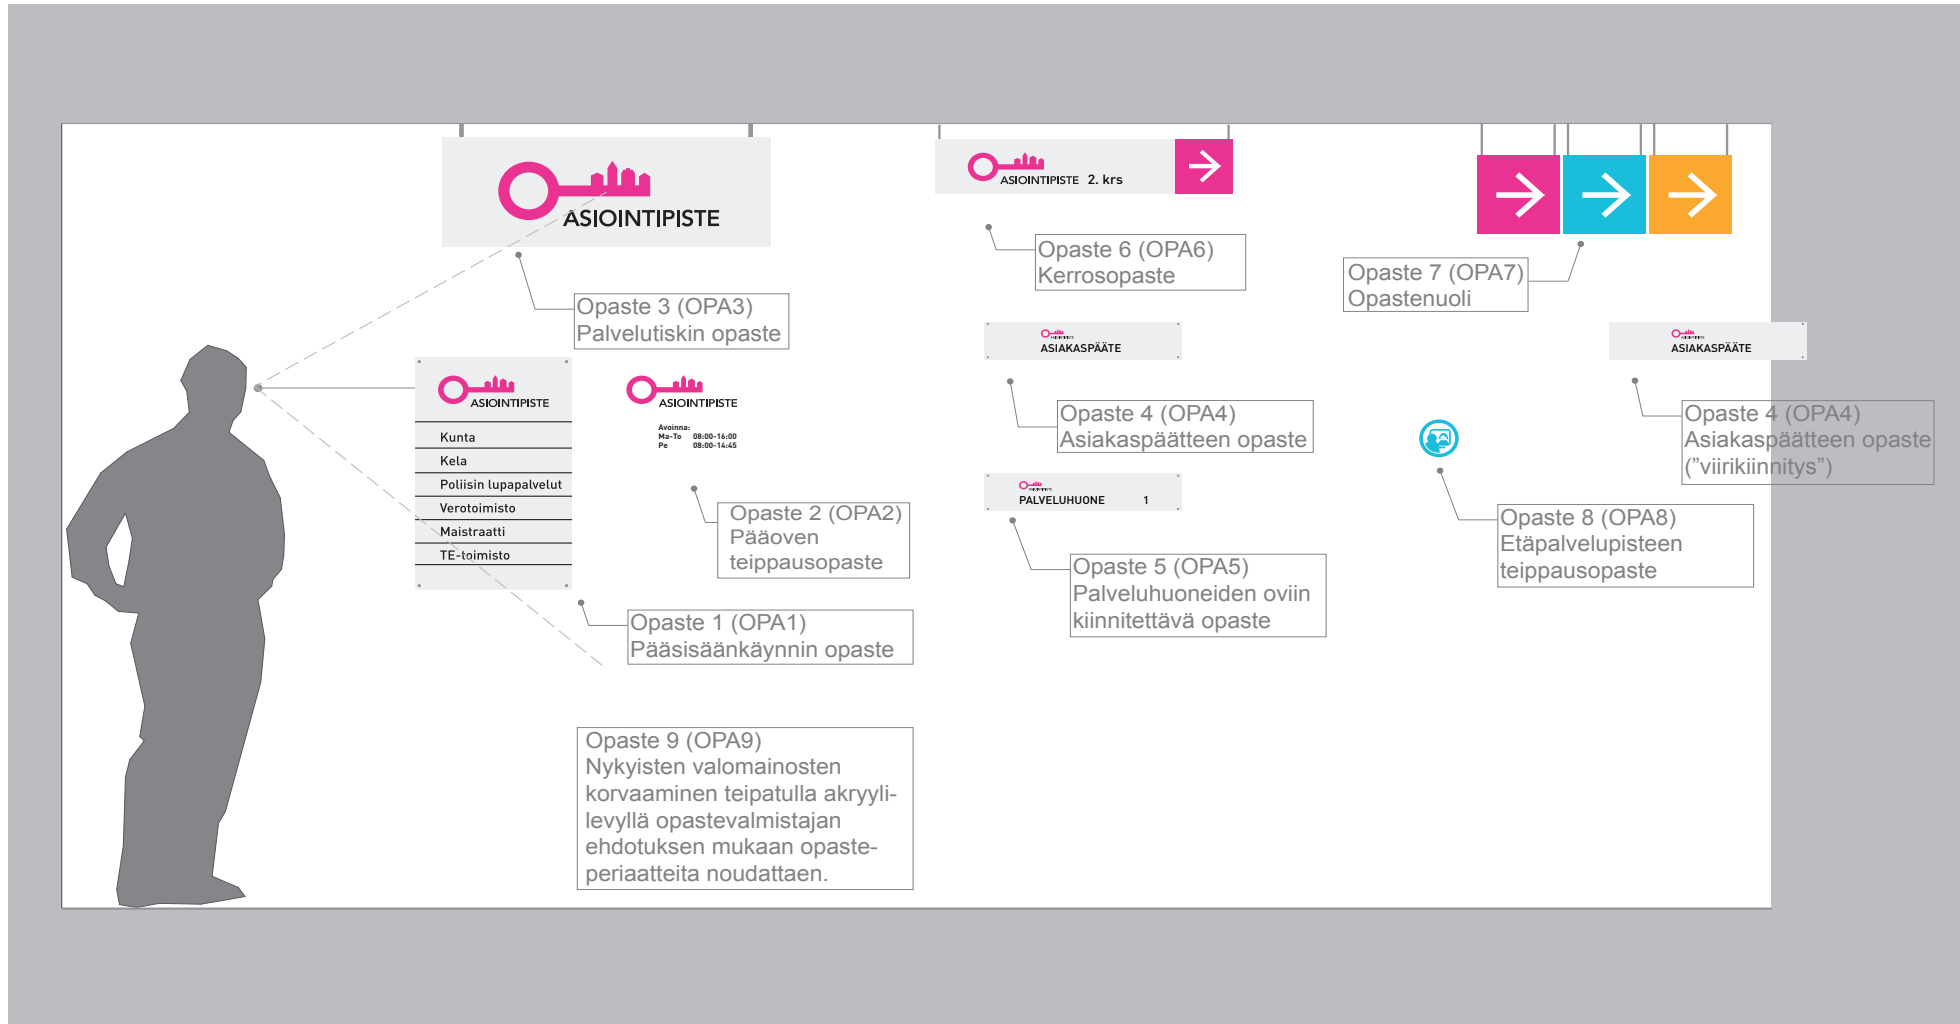 ASIOINTIPISTE
Opaste 3 (OPA3)
Palvelutiskin opaste
ASIOINTIPISTE
Kunta
Kela
Poliisin lupapalvelut
Verotoimisto
Maistraatti
TE-toimisto
Opaste 1 (OPA1)
Pääsisäänkäynnin opaste
ASIOINTIPISTE
Avoinna:
Ma-To 08:00-16:00
Pe 08:00-14:45
Opaste 2 (OPA2)
Pääoven
teippausopaste
Opaste 9 (OPA9)
Nykyisten valomainosten
korvaaminen teipatulla akryyli-
levyllä opastevalmistajan
ehdotuksen mukaan opaste-
periaatteita noudattaen.
ASIOINTIPISTE 2. krs
Opaste 6 (OPA6)
Kerrosopaste
ASIOINTIPISTE
ASIAKASPÄÄTE
Opaste 4 (OPA4)
Asiakaspäätteen opaste
ASIOINTIPISTE
PALVELUHUONE 1
Opaste 5 (OPA5)
Palveluhuoneiden oviin
kiinnitettävä opaste
Opaste 7 (OPA7)
Opastenuoli
ASIOINTIPISTE
ASIAKASPÄÄTE
Opaste 4 (OPA4)
Asiakaspäätteen opaste
(”viirikiinnitys”)
Opaste 8 (OPA8)
Etäpalvelupisteen
teippausopaste